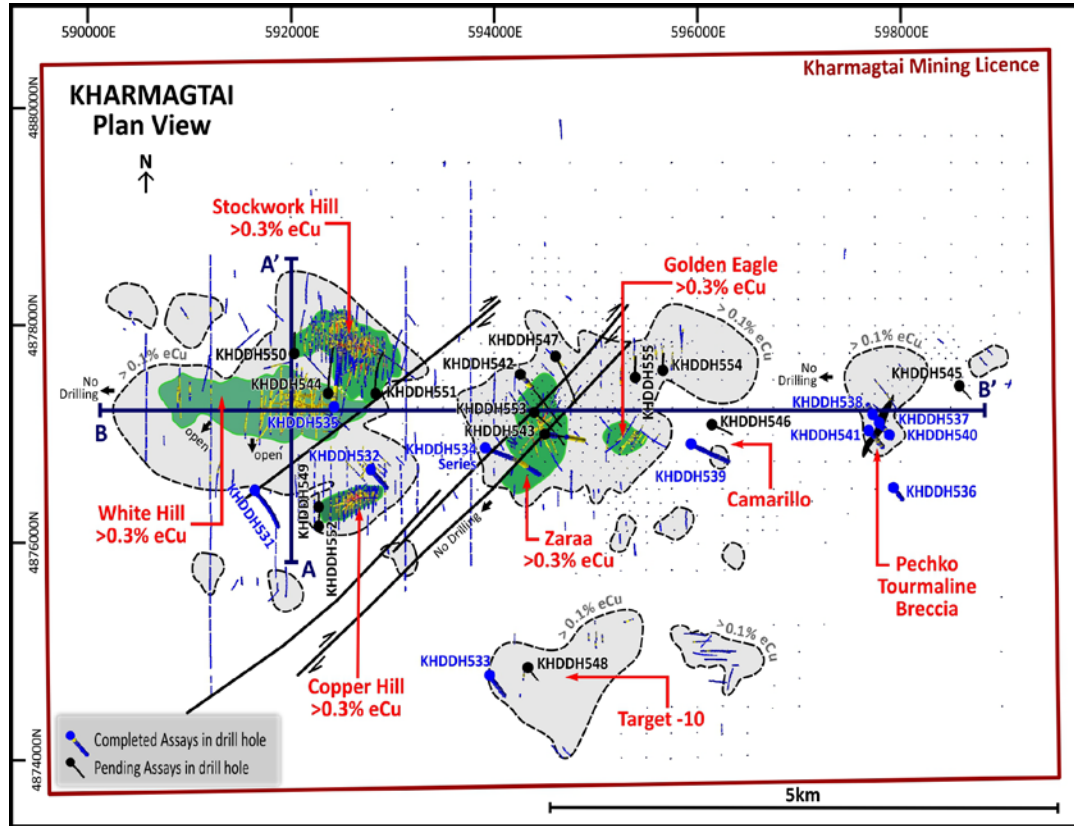 590000E
592000E
594000E
596000E
598000E
4880000N
4878000N
4876000N
4874000N
Kharmagtai Mining Licence
KHARMAGTAI
Plan View
N
Stockwork Hill
>0.3% eCu
A'
Golden Eagle
>0.3% eCu
> 0.1% eCu
> 0.1% eCu
> 0.1% eCu
No
Drilling
No
Drilling
KHDDH550
KHDDH547
KHDDH542
KHDDH555
KHDDH554
KHDDH545
KHDDH544
KHDDH551
KHDDH553
KHDDH538
KHDDH537
B
B'
KHDDH535
KHDDH543
KHDDH546
KHDDH541
KHDDH540
open
open
KHDDH532
KHDDH534
Series
KHDDH539
KHDDH536
KHDDH531
KHDDH549
KHDDH552
Camarillo
White Hill
>0.3% eCu
No Drilling
Zaraa
>0.3% eCu
Pechko
Tourmaline
Breccia
A
> 0.1% eCu
> 0.1% eCu
KHDDH533
KHDDH548
Copper Hill
>0.3% eCu
Target -10
Completed Assays in drill hole
Pending Assays in drill hole
5km